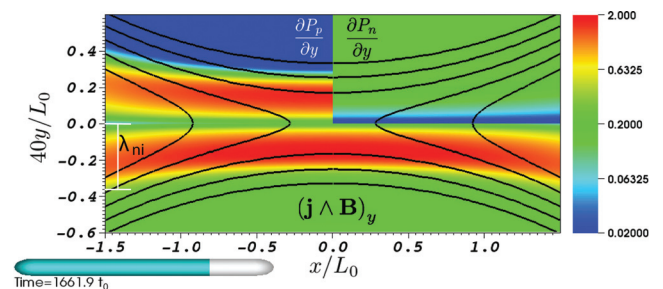 ∂P_p/∂y ∂P_n/∂y
2.000
0.6325
0.2000
0.06325
0.02000
40y/L_0
0.4
0.2
0.0
-0.2
-0.4
-0.6
λ_ni
(j ∧ B)_y
-1.5 -1.0 -0.5 0.0 0.5 1.0
x/L_0
Time=1661.9 t_0